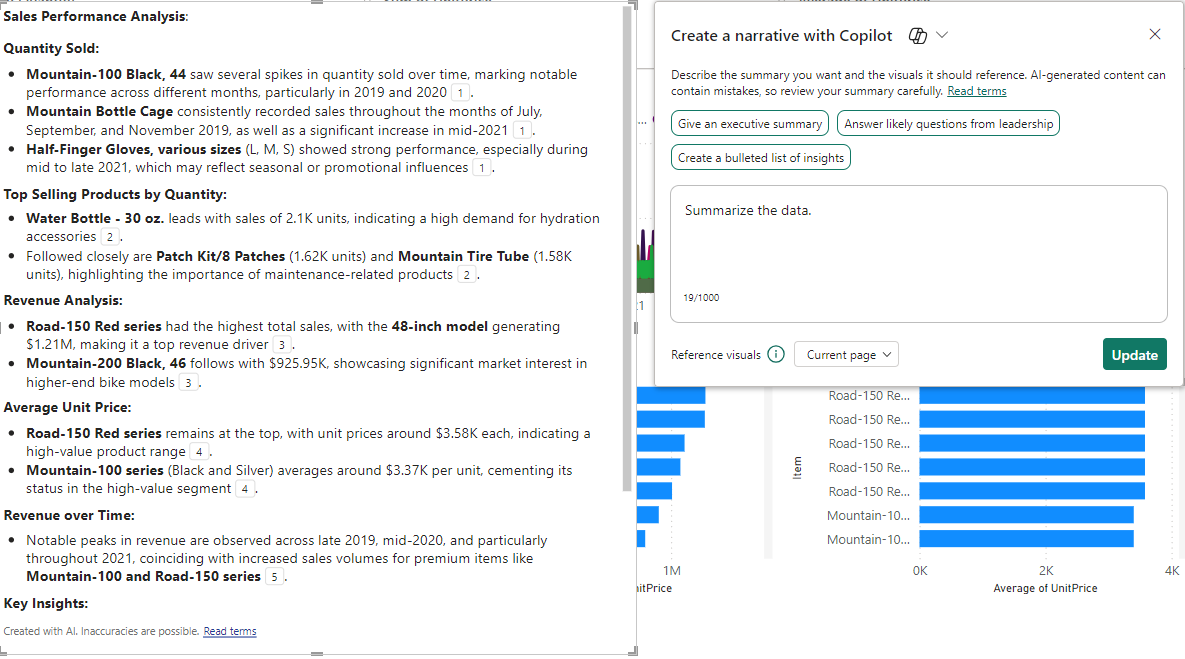 Sales Performance Analysis:
Quantity Sold:
• Mountain-100 Black, 44 saw several spikes in quantity sold over time, marking notable
performance across different months, particularly in 2019 and 2020 1 .
• Mountain Bottle Cage consistently recorded sales throughout the months of July,
September, and November 2019, as well as a significant increase in mid-2021 1 .
• Half-Finger Gloves, various sizes (L, M, S) showed strong performance, especially during
mid to late 2021, which may reflect seasonal or promotional influences 1 .
Top Selling Products by Quantity:
• Water Bottle - 30 oz. leads with sales of 2.1K units, indicating a high demand for hydration
accessories 2 .
• Followed closely are Patch Kit/8 Patches (1.62K units) and Mountain Tire Tube (1.58K
units), highlighting the importance of maintenance-related products 2 .
Revenue Analysis:
• Road-150 Red series had the highest total sales, with the 48-inch model generating
$1.21M, making it a top revenue driver 3 .
• Mountain-200 Black, 46 follows with $925.95K, showcasing significant market interest in
higher-end bike models 3 .
Average Unit Price:
• Road-150 Red series remains at the top, with unit prices around $3.58K each, indicating a
high-value product range 4 .
• Mountain-100 series (Black and Silver) averages around $3.37K per unit, cementing its
status in the high-value segment 4 .
Revenue over Time:
• Notable peaks in revenue are observed across late 2019, mid-2020, and particularly
throughout 2021, coinciding with increased sales volumes for premium items like
Mountain-100 and Road-150 series 5 .
Key Insights:
Created with AI. Inaccuracies are possible. Read terms
Create a narrative with Copilot
Describe the summary you want and the visuals it should reference. AI-generated content can
contain mistakes, so review your summary carefully. Read terms
Give an executive summary
Answer likely questions from leadership
Create a bulleted list of insights
Summarize the data.
19/1000
Reference visuals
Current page
Update
Item
Road-150 Re...
Road-150 Re...
Road-150 Re...
Road-150 Re...
Road-150 Re...
Mountain-10...
Mountain-10...
1M
0K
2K
4K
nitPrice
Average of UnitPrice